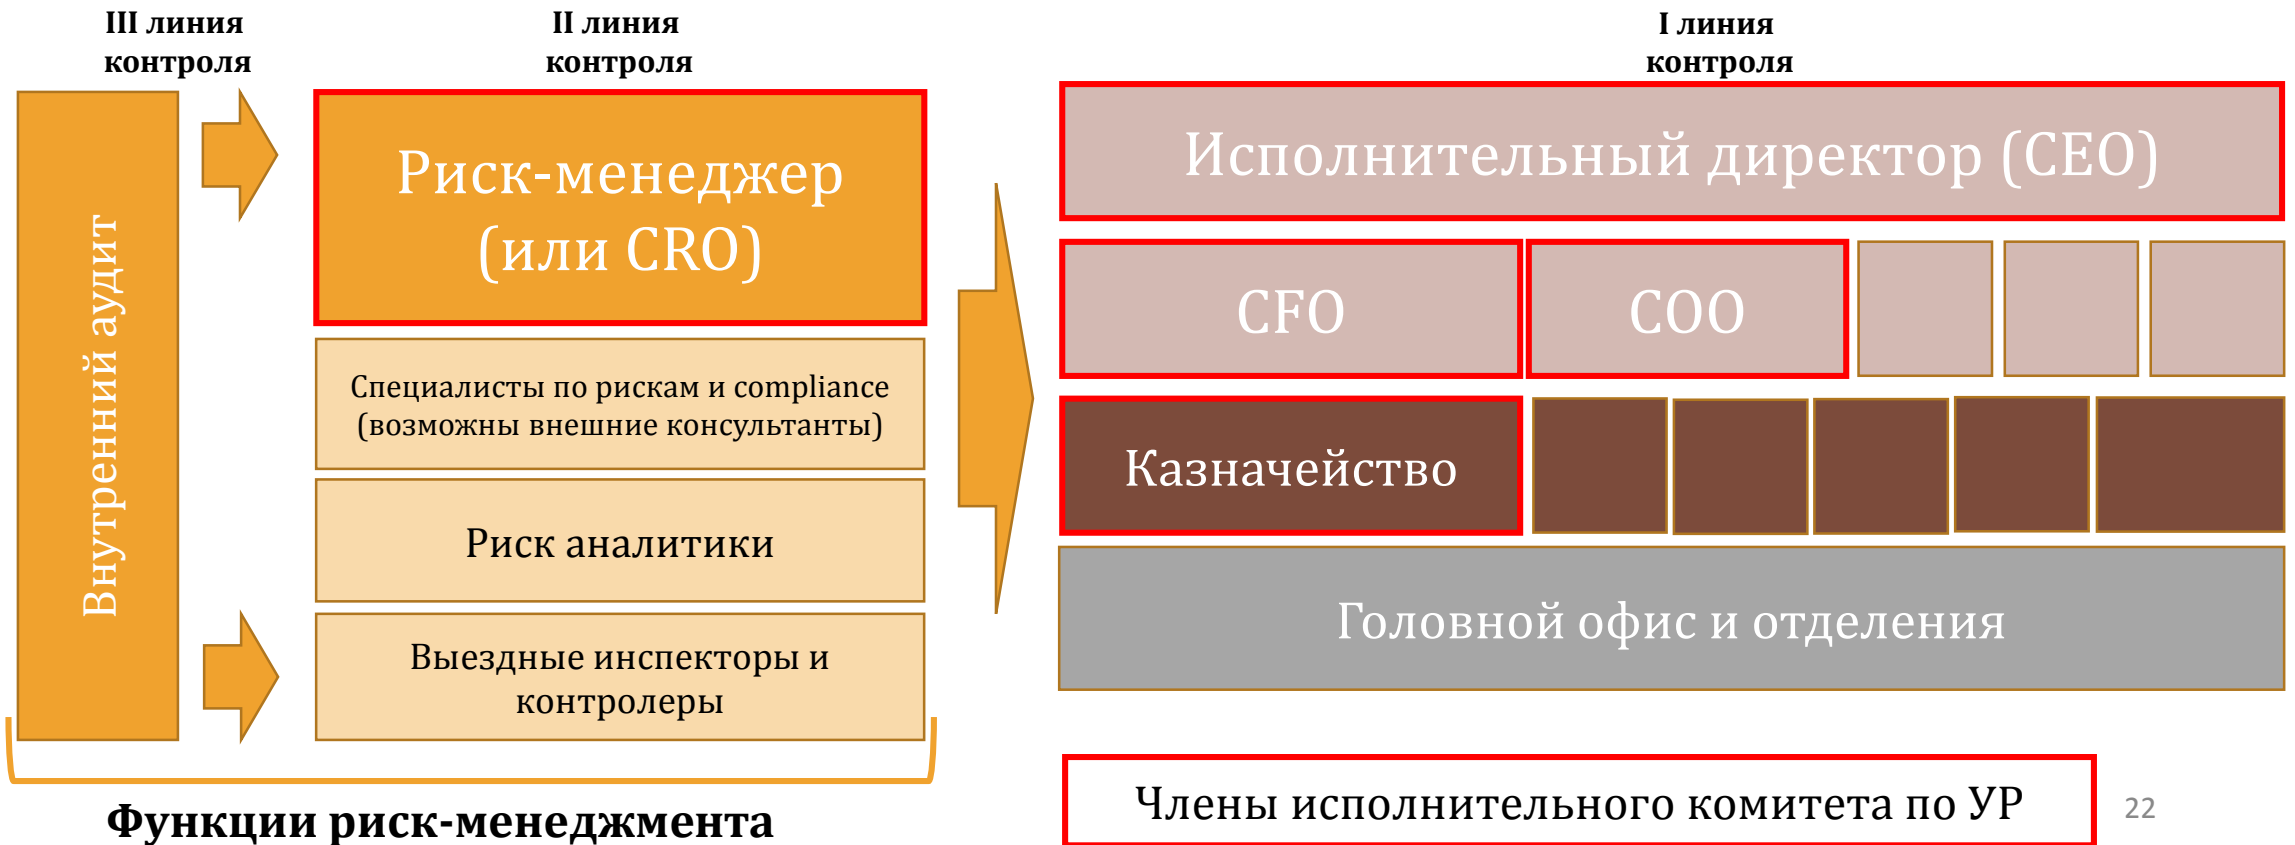 III линия
контроля
II линия
контроля
I линия
контроля
Внутренний аудит
Риск-менеджер
(или CRO)
Специалисты по рискам и compliance
(возможны внешние консультанты)
Риск аналитики
Выездные инспекторы и
контролеры
Функции риск-менеджмента
Исполнительный директор (CEO)
CFO
COO
Казначейство
Головной офис и отделения
Члены исполнительного комитета по УР
22